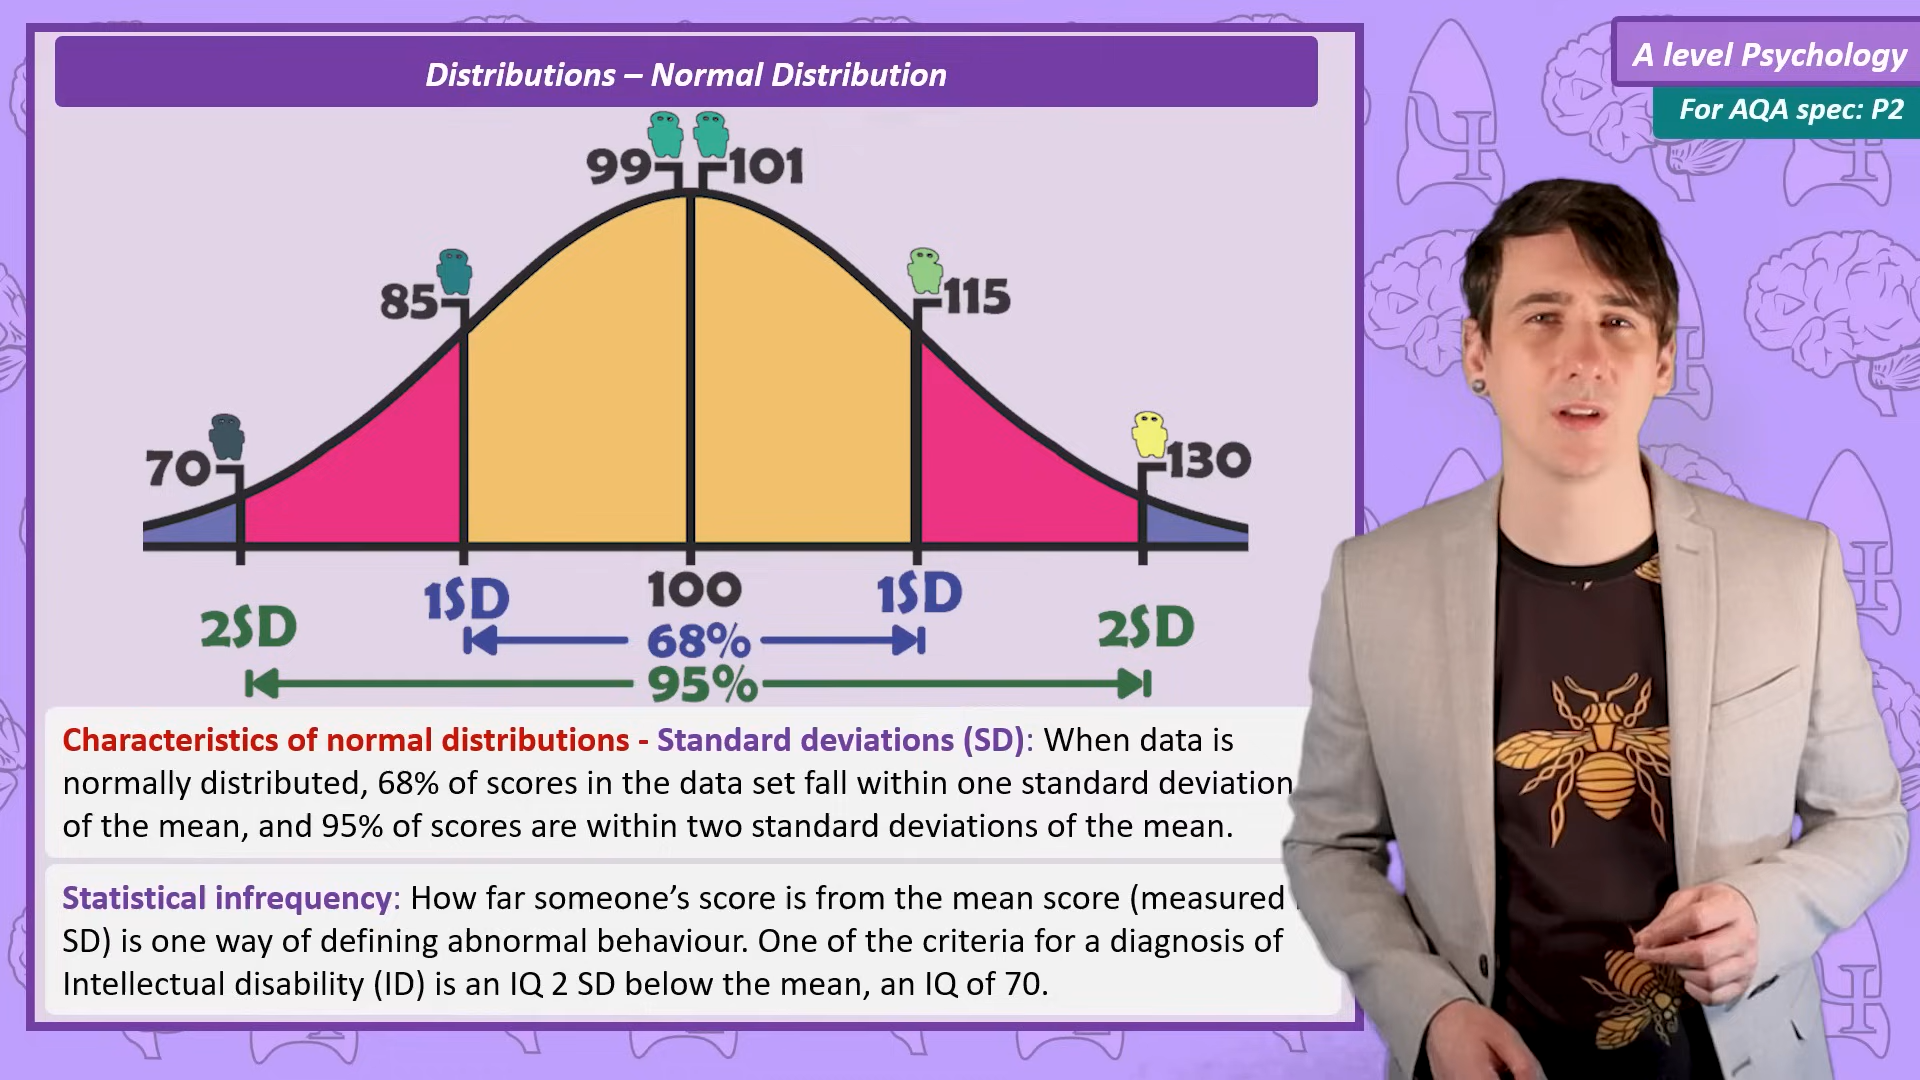 Distributions – Normal Distribution
A level Psychology
For AQA spec: P2
99 101
85 115
70 130
1SD 100 1SD
2SD 68% 2SD
95%
Characteristics of normal distributions - Standard deviations (SD): When data is
normally distributed, 68% of scores in the data set fall within one standard deviation
of the mean, and 95% of scores are within two standard deviations of the mean.
Statistical infrequency: How far someone’s score is from the mean score (measured
SD) is one way of defining abnormal behaviour. One of the criteria for a diagnosis of
Intellectual disability (ID) is an IQ 2 SD below the mean, an IQ of 70.